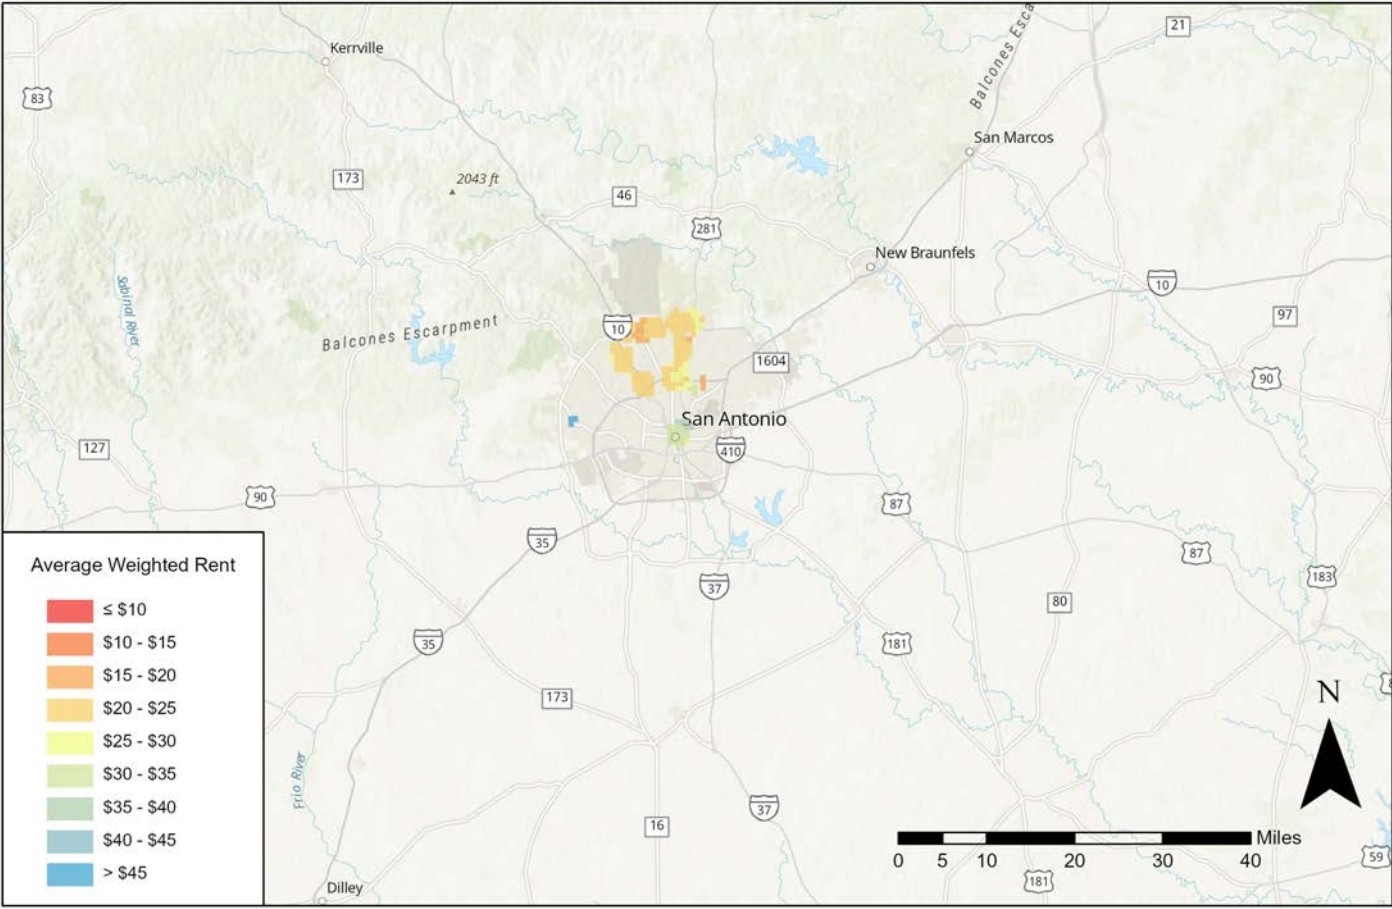 Balcones Esca
21
Kerrville
83
San Marcos
173
2043 ft
46
281
New Braunfels
10
Sabinal River
Balcones Escarpment
10
97
1604
90
San Antonio
127
410
90
87
35
87
183
37
80
35
181
173
Frio River
37
16
181
59
Dilley
Average Weighted Rent
≤ $10
$10 - $15
$15 - $20
$20 - $25
$25 - $30
$30 - $35
$35 - $40
$40 - $45
> $45
N
Miles
0 5 10 20 30 40